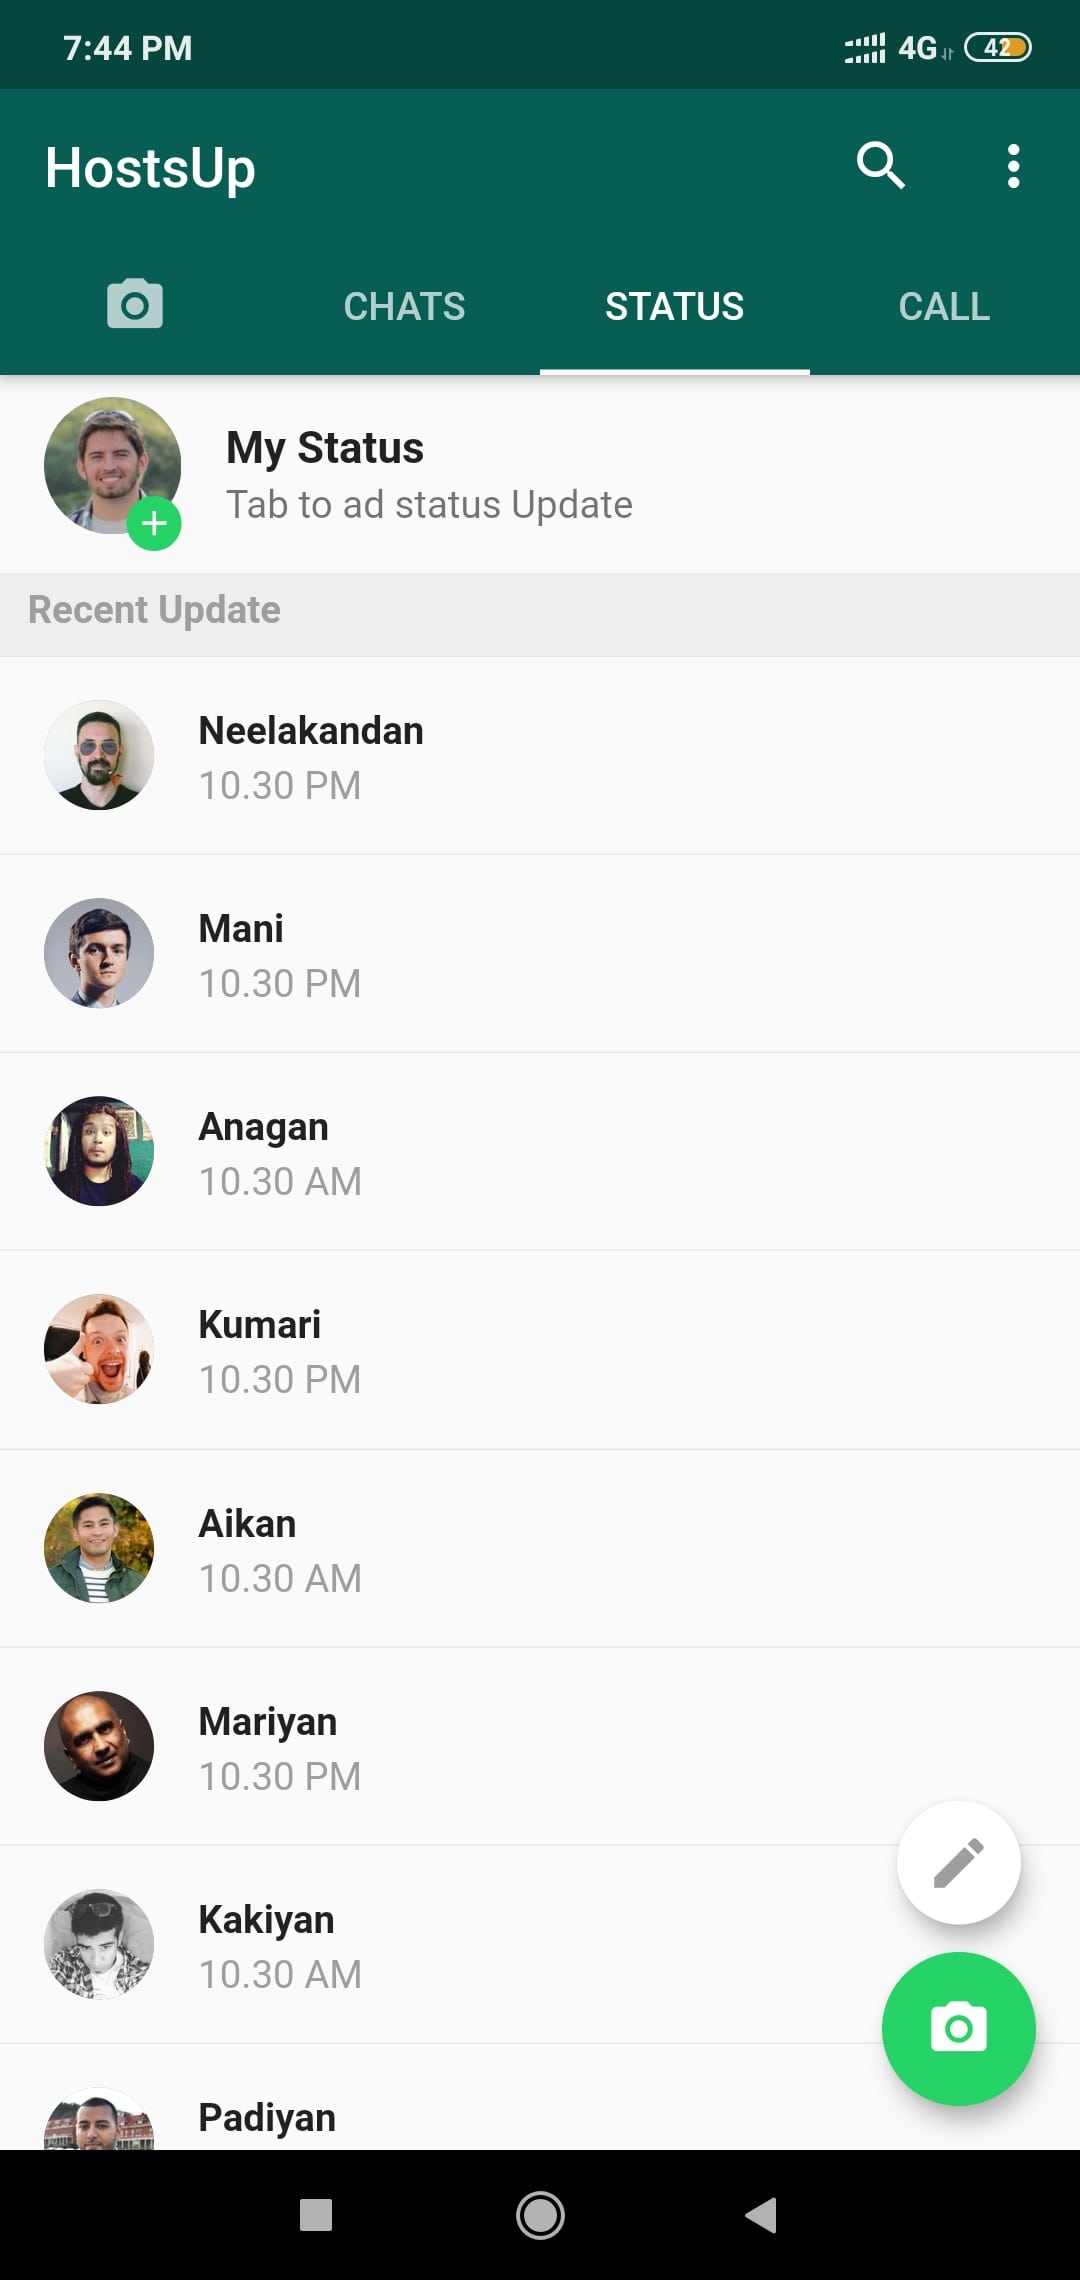 7:44 PM 4G 42
HostsUp
CHATS STATUS CALL
My Status
Tab to ad status Update
Recent Update
Neelakandan
10.30 PM
Mani
10.30 PM
Anagan
10.30 AM
Kumari
10.30 PM
Aikan
10.30 AM
Mariyan
10.30 PM
Kakiyan
10.30 AM
Padiyan